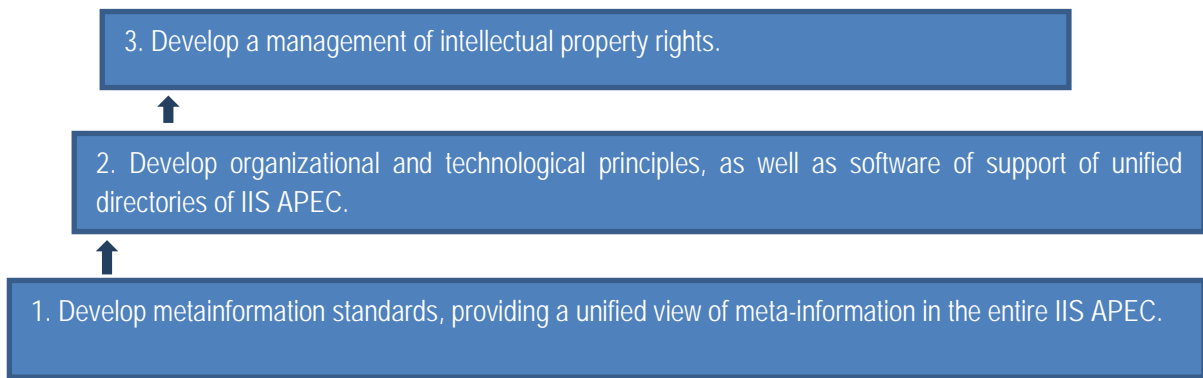 3. Develop a management of intellectual property rights.
2. Develop organizational and technological principles, as well as software of support of unified
directories of IIS APEC.
1. Develop metainformation standards, providing a unified view of meta-information in the entire IIS APEC.